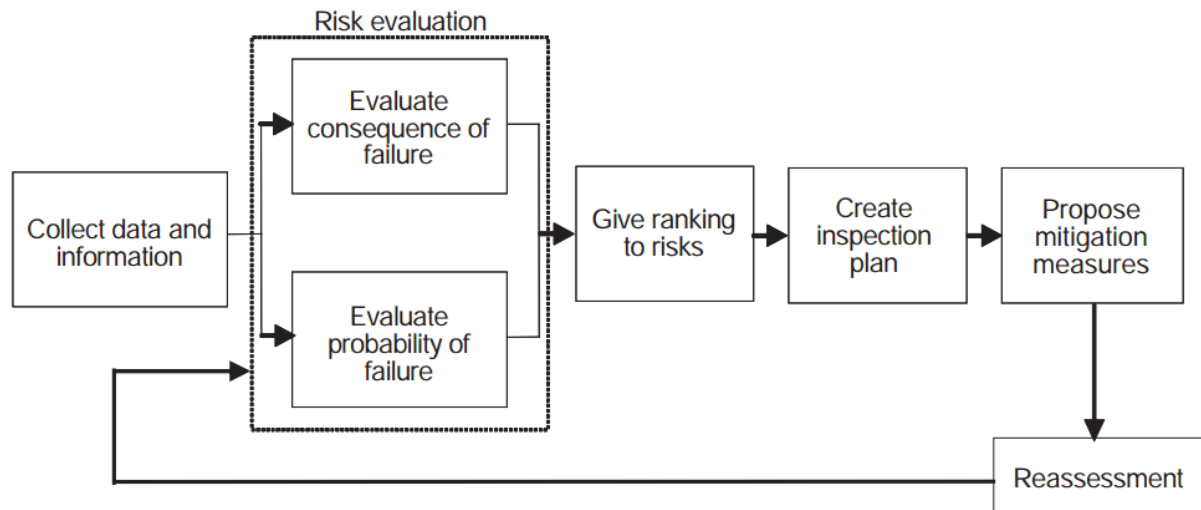 Risk evaluation
Evaluate
consequence of
failure
Collect data and
information
Evaluate
probability of
failure
Give ranking
to risks
Create
inspection
plan
Propose
mitigation
measures
Reassessment